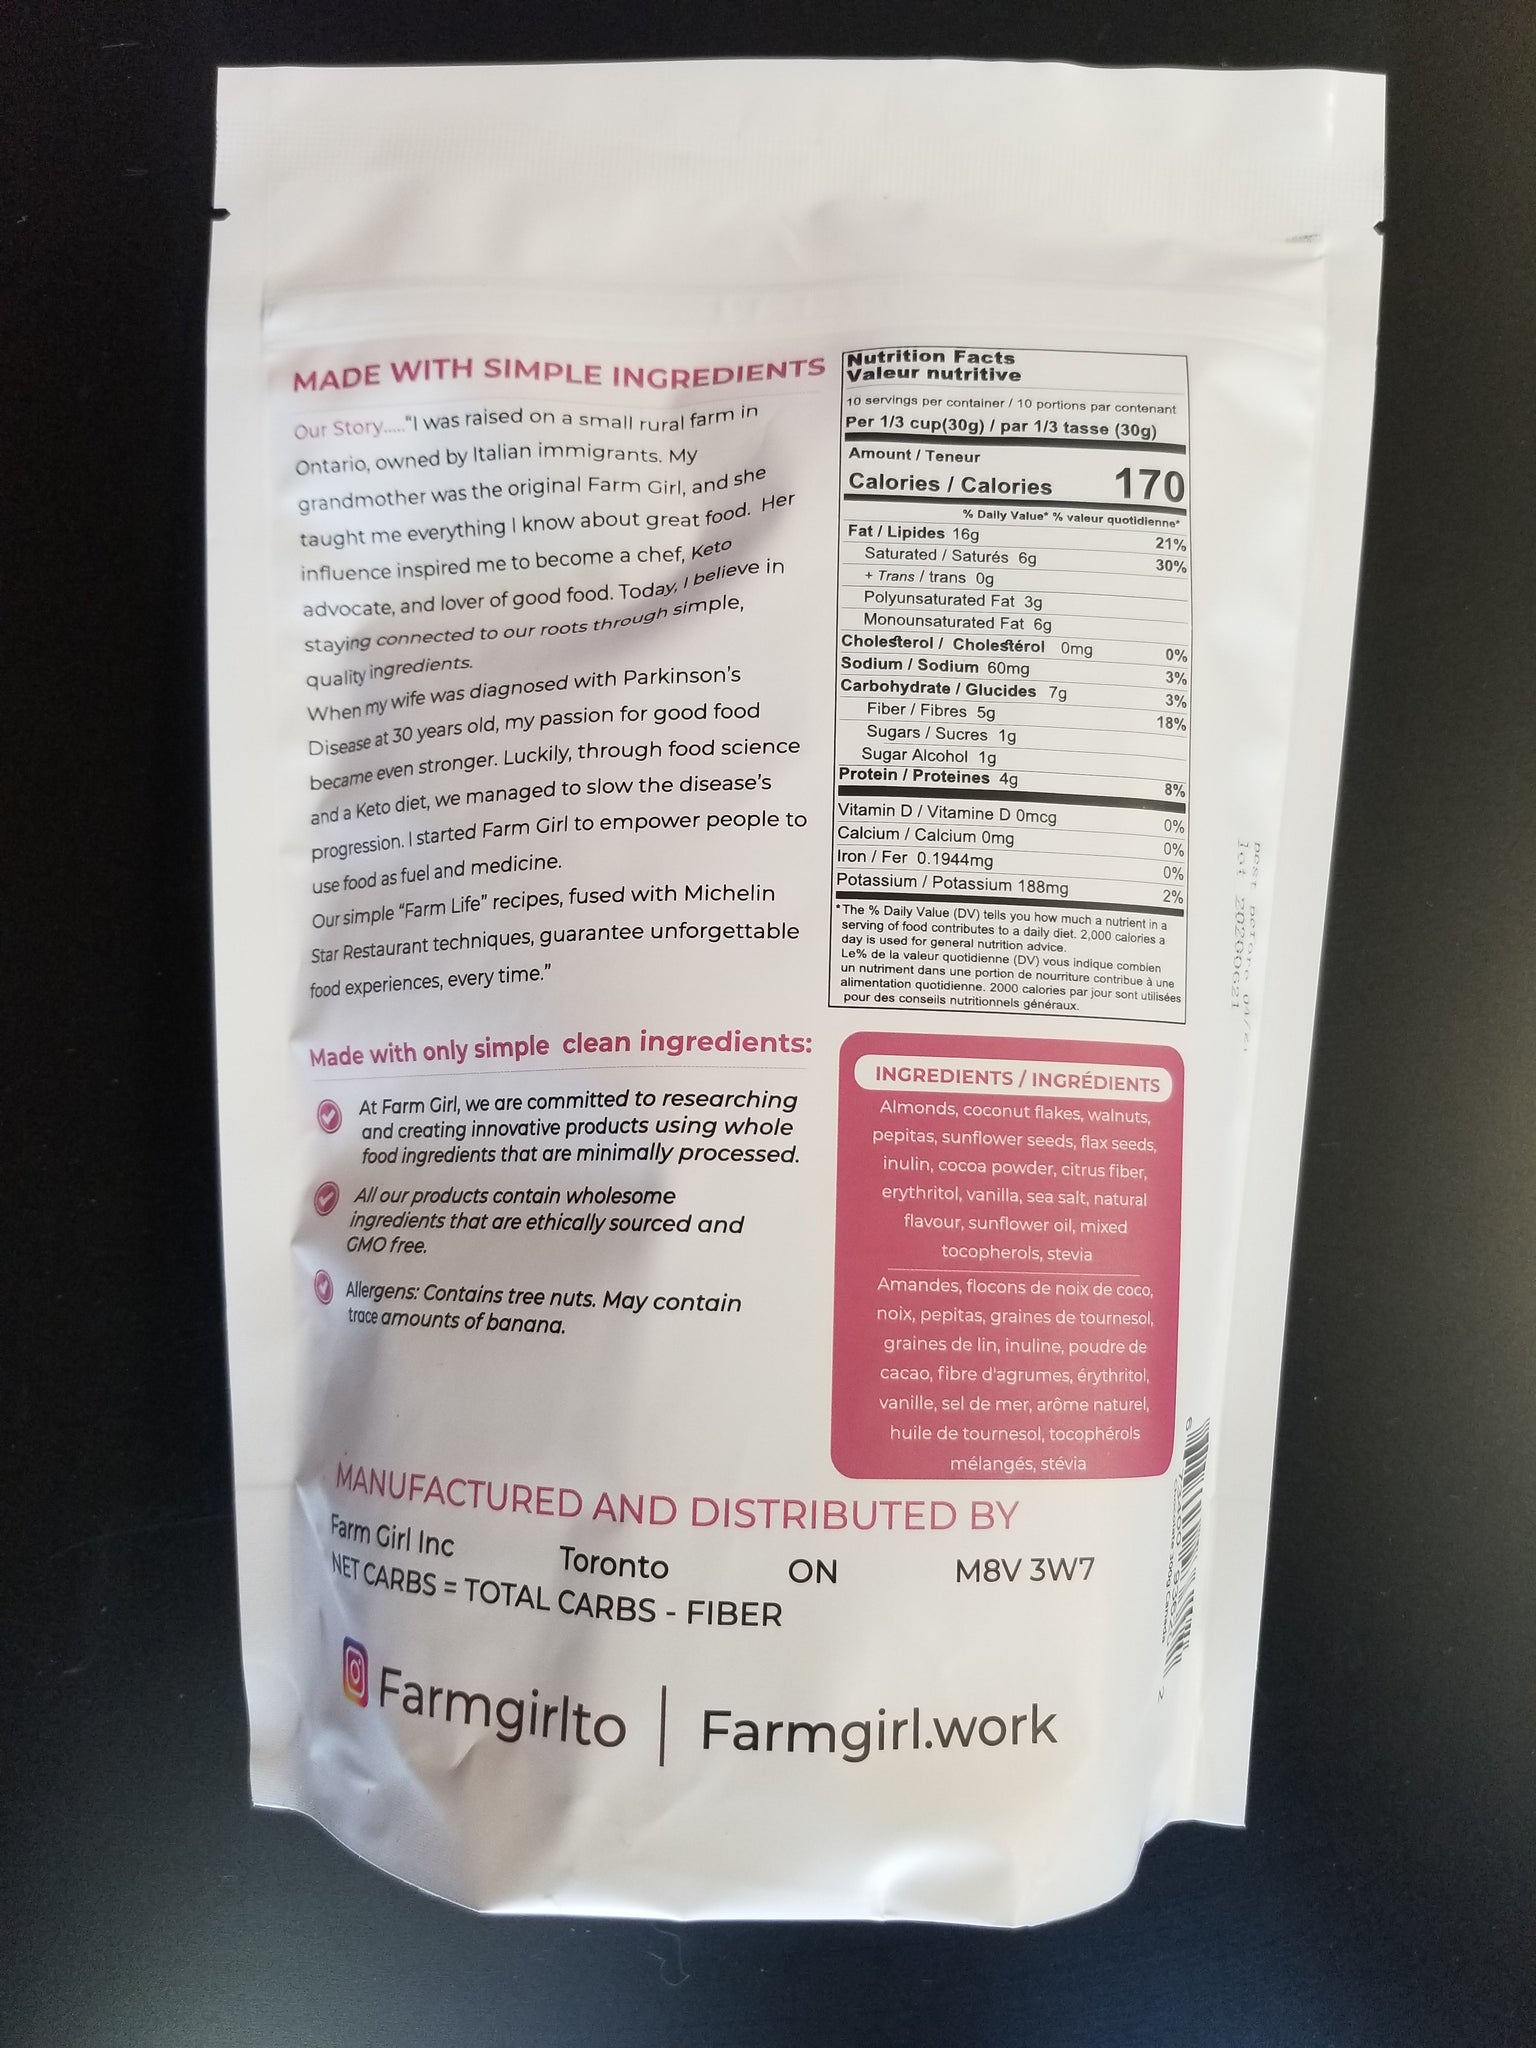 MADE WITH SIMPLE INGREDIENTS
Our Story....."I was raised on a small rural farm in
Ontario, owned by Italian immigrants. My
grandmother was the original Farm Girl, and she
taught me everything I know about great food. Her
influence inspired me to become a chef, Keto
advocate, and lover of good food. Today, I believe in
staying connected to our roots through simple,
quality ingredients.
When my wife was diagnosed with Parkinson's
Disease at 30 years old, my passion for good food
became even stronger. Luckily, through food science
and a Keto diet, we managed to slow the disease's
progression. I started Farm Girl to empower people to
use food as fuel and medicine.
Our simple "Farm Life" recipes, fused with Michelin
Star Restaurant techniques, guarantee unforgettable
food experiences, every time."
Made with only simple clean ingredients:
At Farm Girl, we are committed to researching
and creating innovative products using whole
food ingredients that are minimally processed.
All our products contain wholesome
ingredients that are ethically sourced and
GMO free.
Allergens: Contains tree nuts. May contain
trace amounts of banana.
Nutrition Facts
Valeur nutritive
10 servings per container / 10 portions par contenant
Per 1/3 cup(30g) / par 1/3 tasse (30g)
Amount / Teneur
Calories / Calories 170
% Daily Value* % valeur quotidienne*
Fat / Lipides 16g 21%
Saturated / Saturés 6g 30%
+ Trans / trans 0g
Polyunsaturated Fat 3g
Monounsaturated Fat 6g
Cholesterol / Cholestérol 0mg 0%
Sodium / Sodium 60mg 3%
Carbohydrate / Glucides 7g 3%
Fiber / Fibres 5g 18%
Sugars / Sucres 1g
Sugar Alcohol 1g
Protein / Proteines 4g 8%
Vitamin D / Vitamine D 0mcg 0%
Calcium / Calcium 0mg 0%
Iron / Fer 0.1944mg 0%
Potassium / Potassium 188mg 2%
*The % Daily Value (DV) tells you how much a nutrient in a
serving of food contributes to a daily diet. 2,000 calories a
day is used for general nutrition advice.
Le% de la valeur quotidienne (DV) vous indique combien
un nutriment dans une portion de nourriture contribue à une
alimentation quotidienne. 2000 calories par jour sont utilisées
pour des conseils nutritionnels généraux.
INGREDIENTS / INGRÉDIENTS
Almonds, coconut flakes, walnuts,
pepitas, sunflower seeds, flax seeds,
inulin, cocoa powder, citrus fiber,
erythritol, vanilla, sea salt, natural
flavour, sunflower oil, mixed
tocopherols, stevia
Amandes, flocons de noix de coco,
noix, pepitas, graines de tournesol,
graines de lin, inuline, poudre de
cacao, fibre d'agrumes, érythritol,
vanille, sel de mer, arôme naturel,
huile de tournesol, tocophérols
mélangés, stévia
MANUFACTURED AND DISTRIBUTED BY
Farm Girl Inc Toronto ON M8V 3W7
NET CARBS = TOTAL CARBS - FIBER
Farmgirlto | Farmgirl.work
best before
lot 20200621
300g Canada